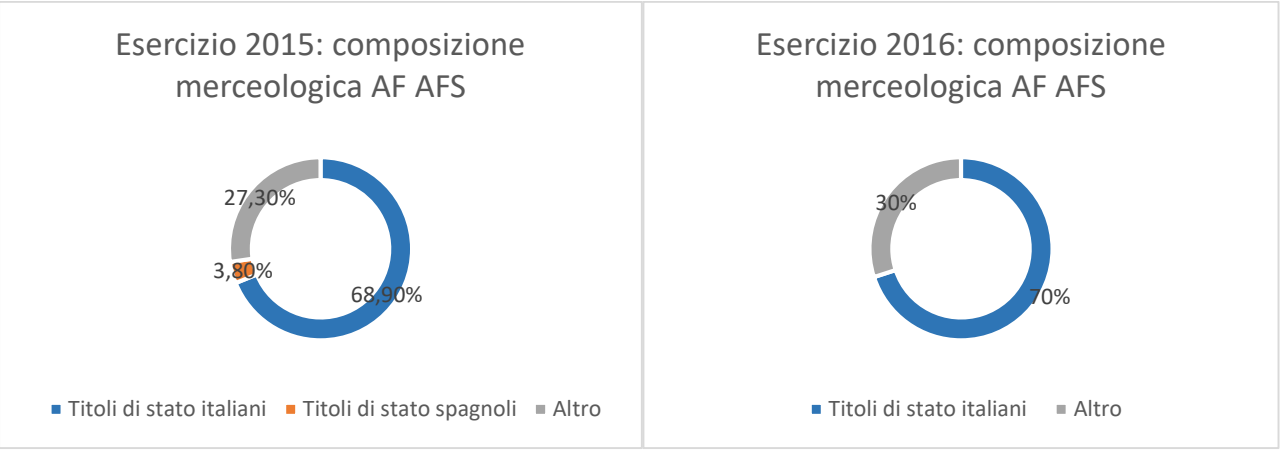 Esercizio 2015: composizione
merceologica AF AFS
27,30%
3,80%
68,90%
Titoli di stato italiani Titoli di stato spagnoli Altro
Esercizio 2016: composizione
merceologica AF AFS
30%
70%
Titoli di stato italiani Altro